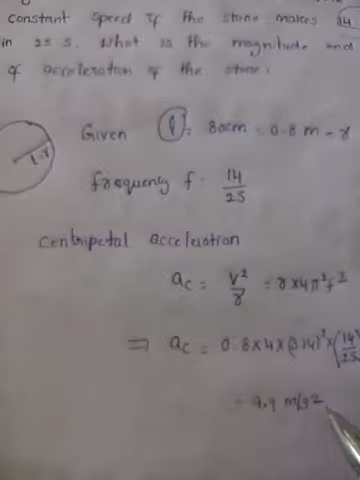 constant speed if the stone makes 14
in 25 s. What is the magnitude and
of acceleration of the stone.
Given l = 80cm = 0.8 m = r
frequency f = 14/25
Centripetal acceleration
ac = v²/r = r×4π²f²
⇒ ac = 0.8×4×(3.14)²×(14/25
= 9.9 m/s²